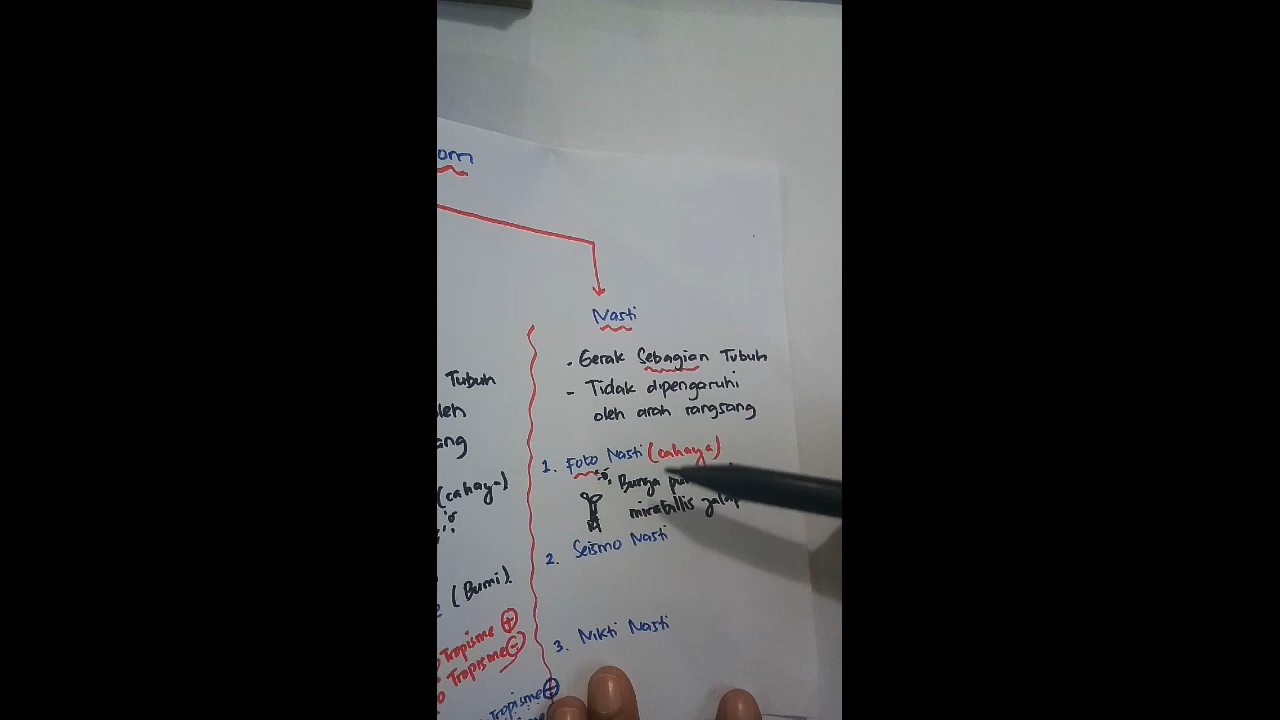 om
Nasti
- Gerak Sebagian Tubuh
- Tidak dipengaruhi
oleh arah rangsang
1. Foto Nasti (cahaya)
Bunga
2. Seismo Nasti
3. Nikti Nasti
Tubuh
leh
ang
(cahaya)
(Bumi)
Tropisme +
o Tropisme -
Tropisme +